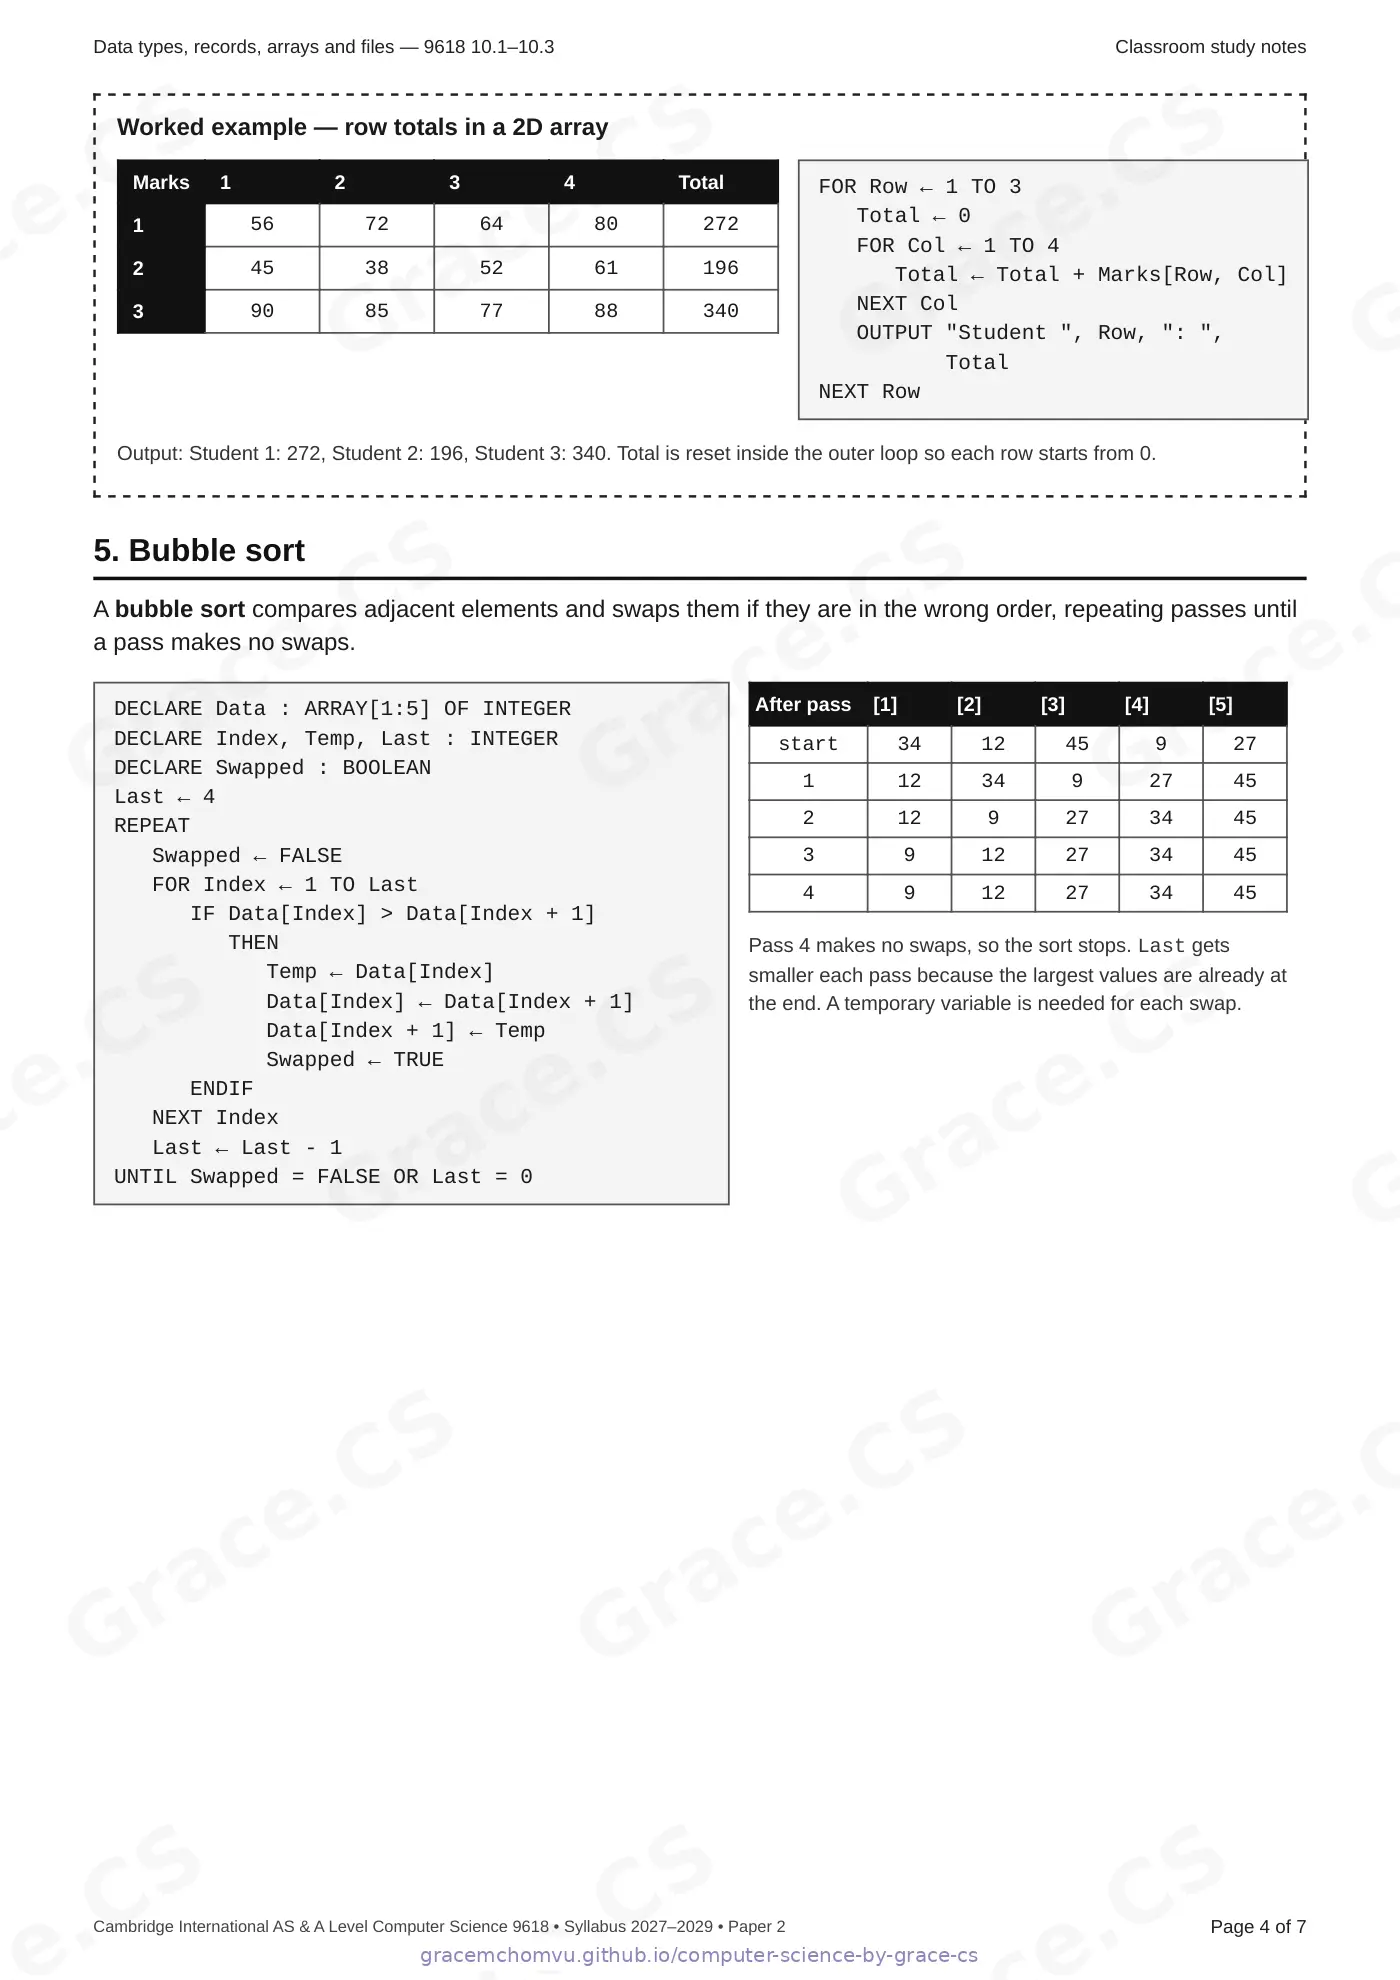 Data types, records, arrays and files — 9618 10.1–10.3 Classroom study notes
Worked example — row totals in a 2D array
Marks 1 2 3 4 Total
1 56 72 64 80 272
2 45 38 52 61 196
3 90 85 77 88 340
FOR Row ← 1 TO 3
Total ← 0
FOR Col ← 1 TO 4
Total ← Total + Marks[Row, Col]
NEXT Col
OUTPUT "Student ", Row, ": ",
Total
NEXT Row
Output: Student 1: 272, Student 2: 196, Student 3: 340. Total is reset inside the outer loop so each row starts from 0.
5. Bubble sort
A bubble sort compares adjacent elements and swaps them if they are in the wrong order, repeating passes until
a pass makes no swaps.
DECLARE Data : ARRAY[1:5] OF INTEGER
DECLARE Index, Temp, Last : INTEGER
DECLARE Swapped : BOOLEAN
Last ← 4
REPEAT
Swapped ← FALSE
FOR Index ← 1 TO Last
IF Data[Index] > Data[Index + 1]
THEN
Temp ← Data[Index]
Data[Index] ← Data[Index + 1]
Data[Index + 1] ← Temp
Swapped ← TRUE
ENDIF
NEXT Index
Last ← Last - 1
UNTIL Swapped = FALSE OR Last = 0
After pass [1] [2] [3] [4] [5]
start 34 12 45 9 27
1 12 34 9 27 45
2 12 9 27 34 45
3 9 12 27 34 45
4 9 12 27 34 45
Pass 4 makes no swaps, so the sort stops. Last gets
smaller each pass because the largest values are already at
the end. A temporary variable is needed for each swap.
Cambridge International AS & A Level Computer Science 9618 • Syllabus 2027–2029 • Paper 2 Page 4 of 7
gracemchomvu.github.io/computer-science-by-grace-cs
Grace.CS